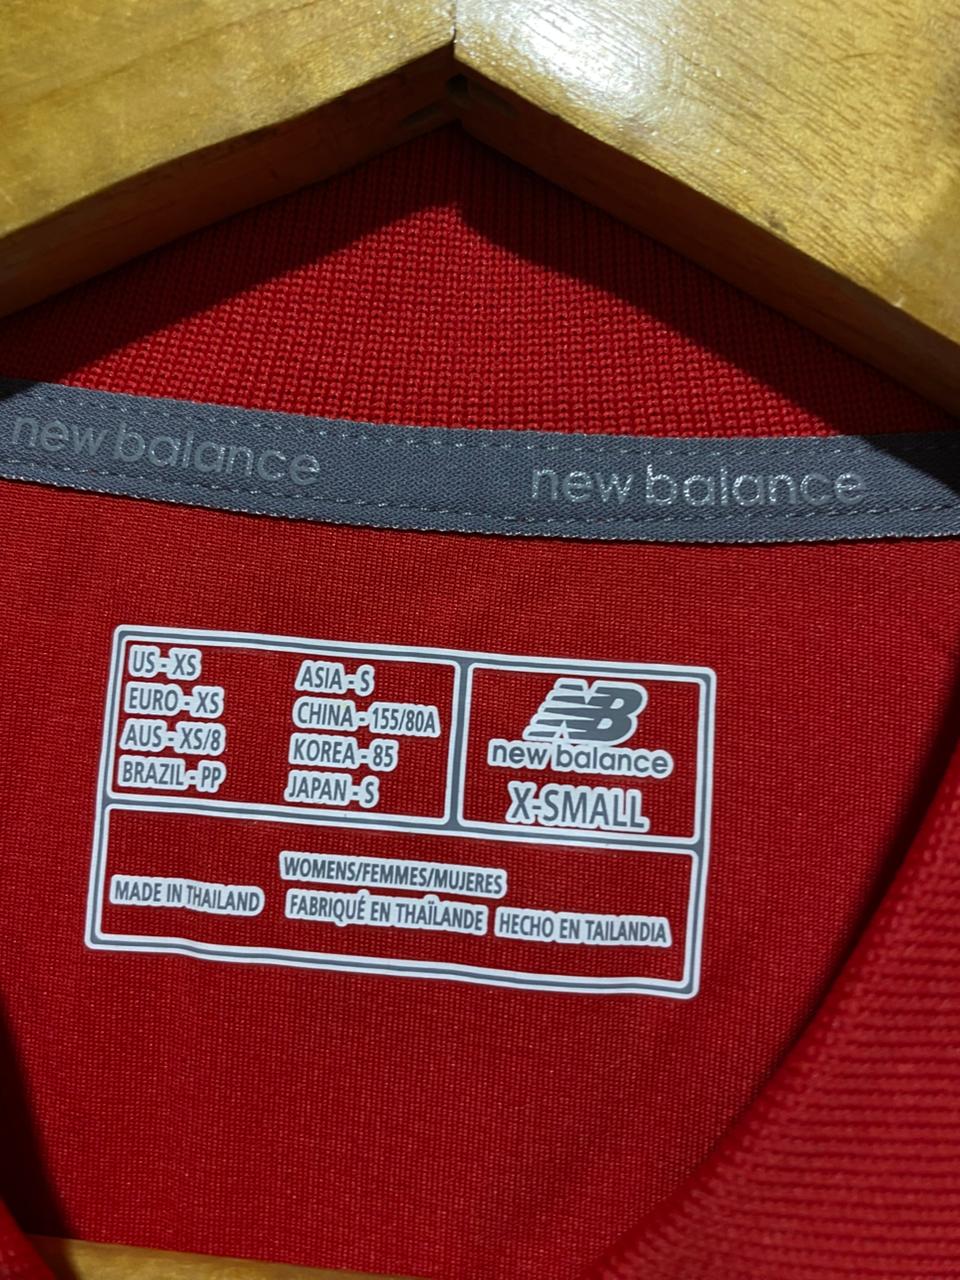 new balance new balance
US - XS
EURO - XS
AUS - XS/8
BRAZIL - PP
ASIA - S
CHINA - 155/80A
KOREA - 85
JAPAN - S
NB
new balance
X-SMALL
WOMENS/FEMMES/MUJERES
MADE IN THAILAND FABRIQUÉ EN THAÏLANDE HECHO EN TAILANDIA